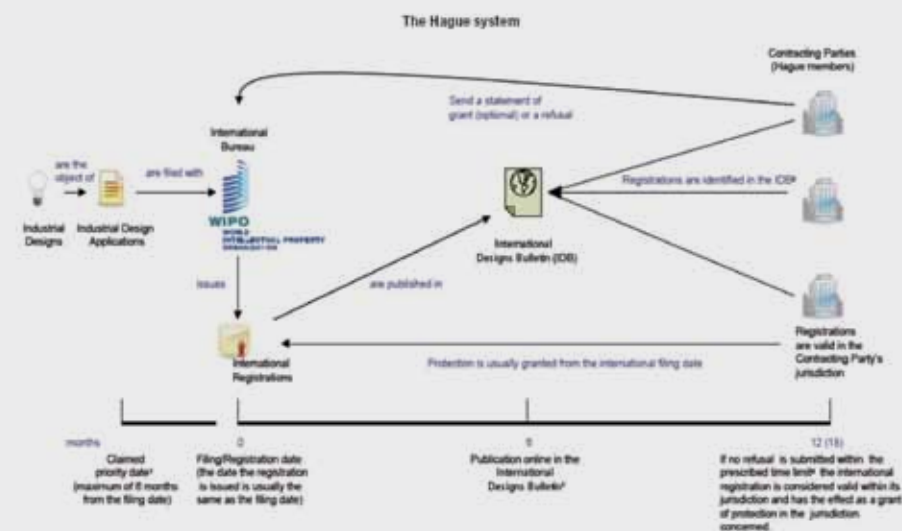 The Hague system
Contracting Parties
(Hague members)
Send a statement of
grant (optional) or a refusal
International
Bureau
are the
object of
are filed with
Registrations are identified in the IDB
WIPO
WORLD
INTELLECTUAL PROPERTY
ORGANIZATION
Industrial
Designs
Industrial Design
Applications
International
Designs Bulletin (IDB)
issues
are published in
Registrations
are valid in the
Contracting Party's
jurisdiction
International
Registrations
Protection is usually granted from the international filing date
months
0
6
12 (18)
Claimed
priority date
(maximum of 6 months
from the filing date)
Filing/Registration date
(the date the registration
is issued is usually the
same as the filing date)
Publication online in the
International
Designs Bulletin
If no refusal is submitted within the
prescribed time limit the international
registration is considered valid within its
jurisdiction and has the effect as a grant
of protection in the jurisdiction
concerned.